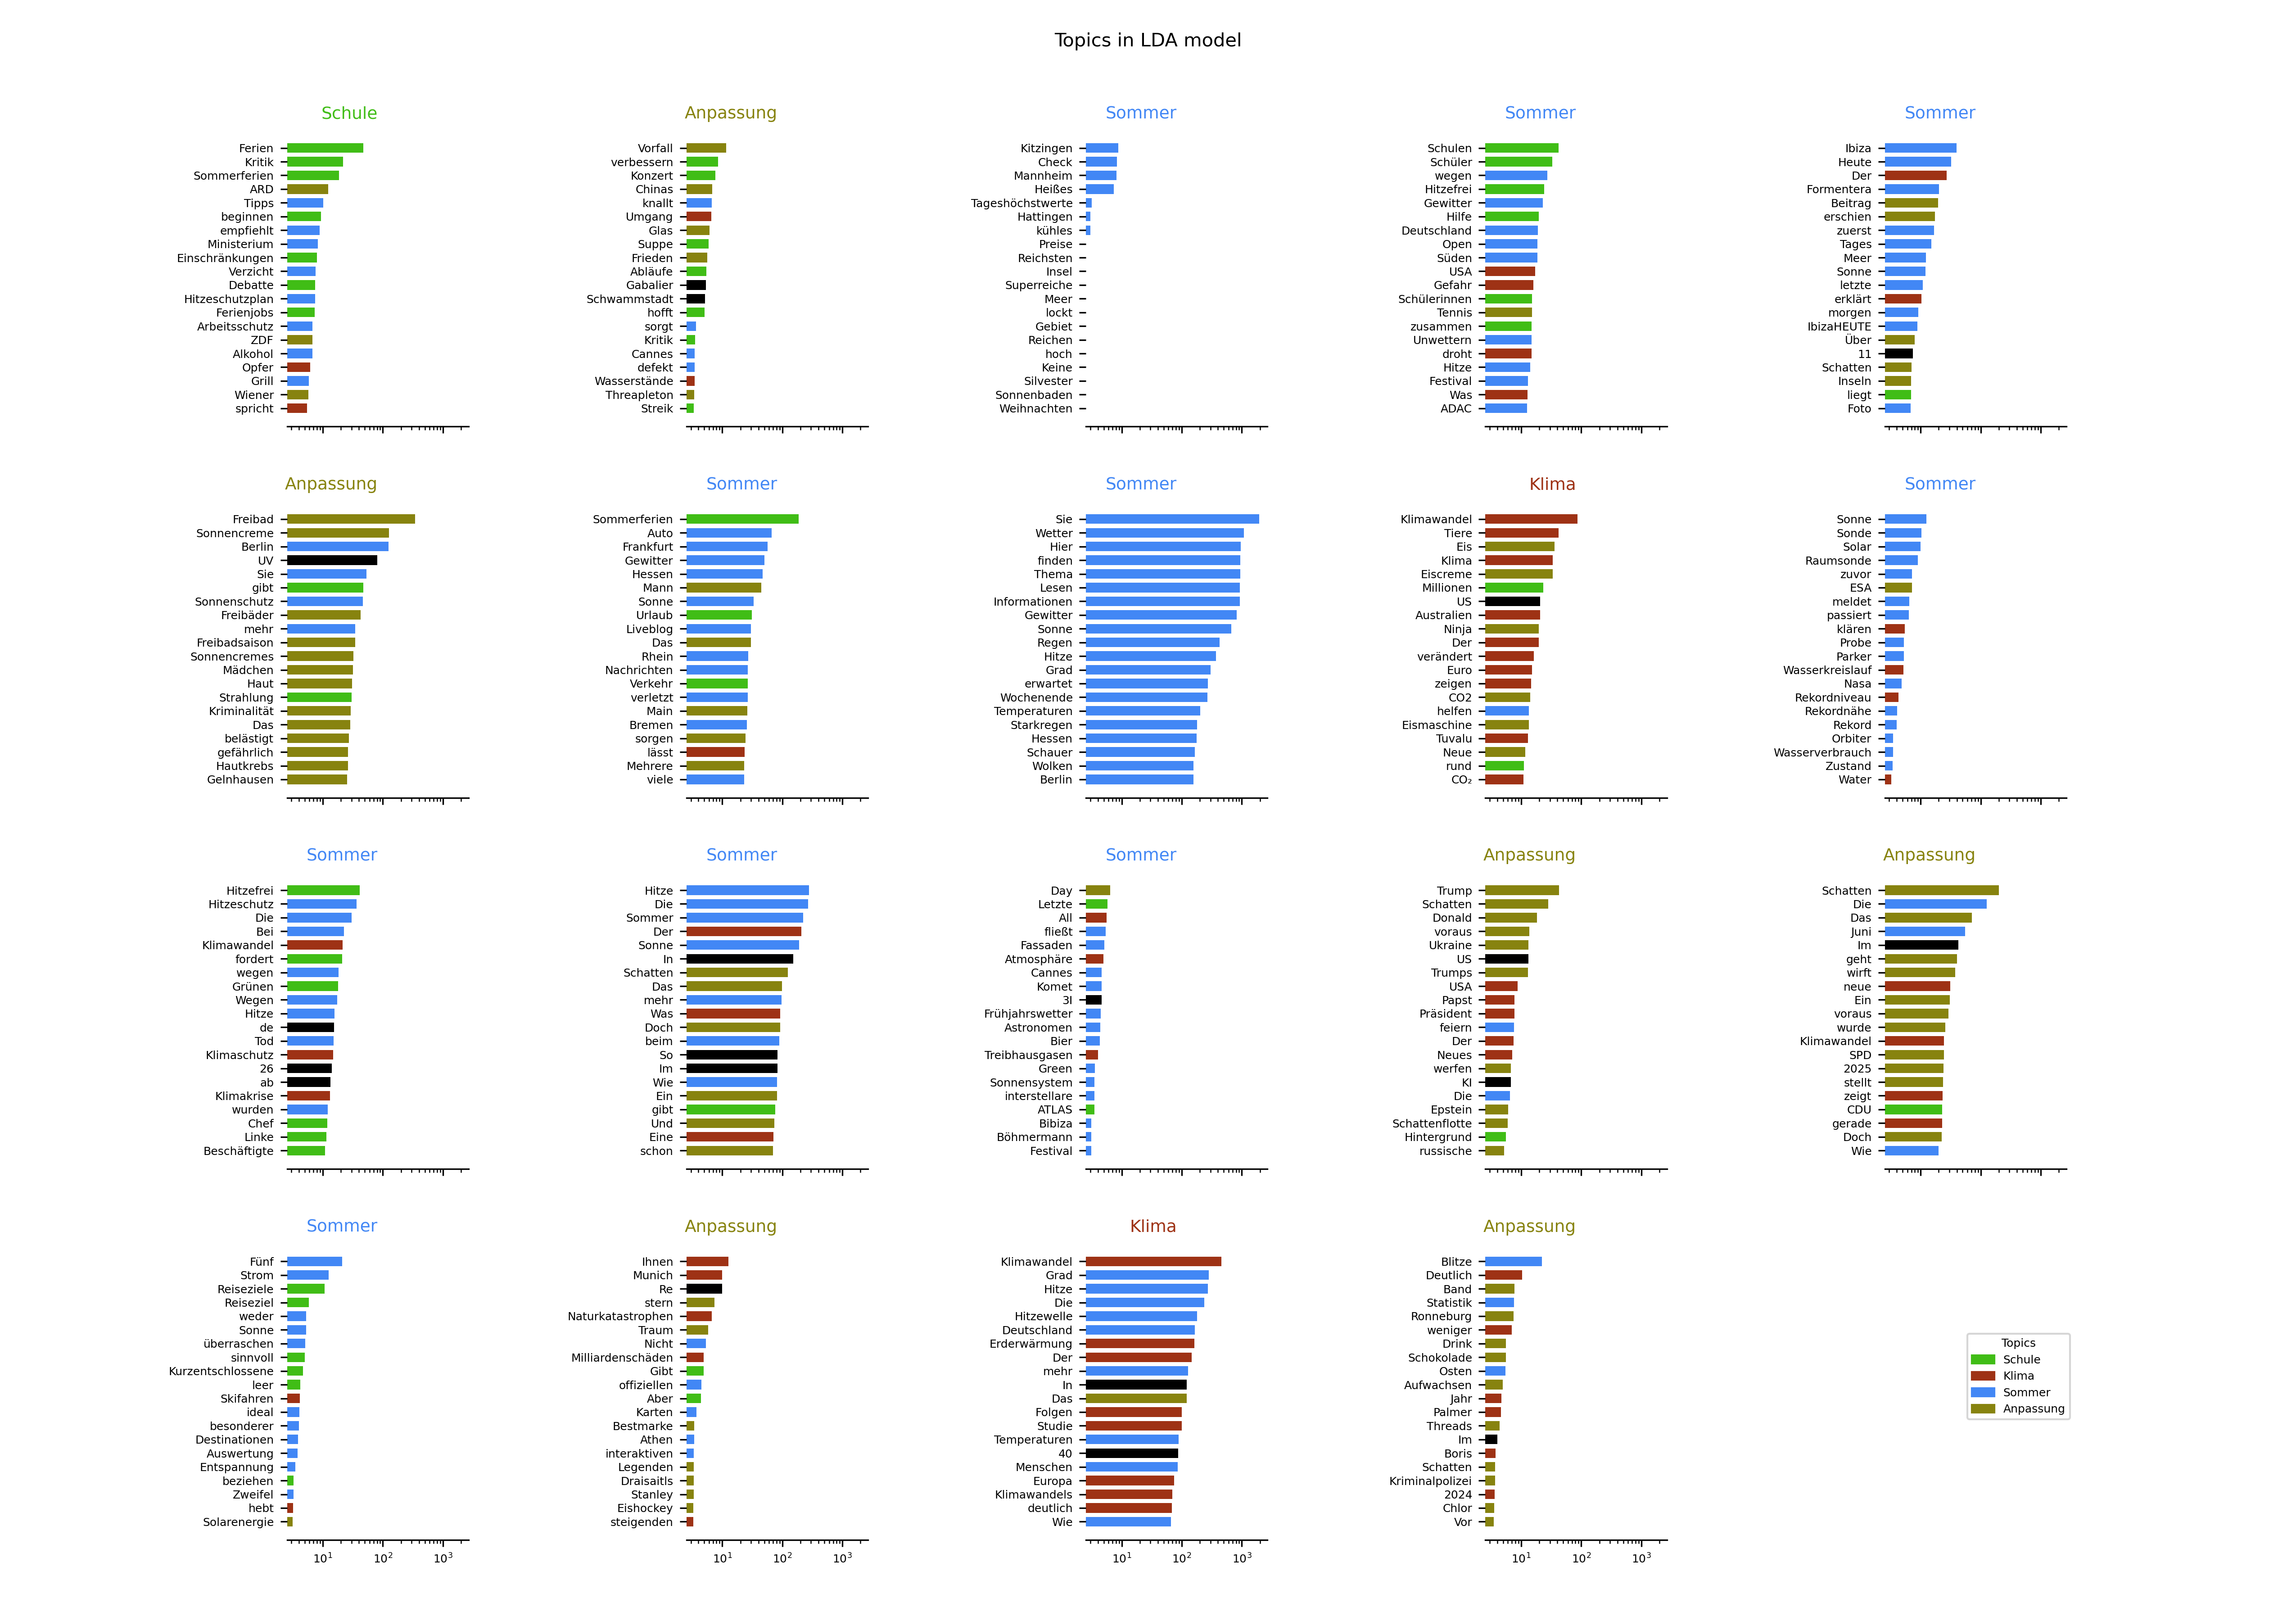 Topics in LDA model
Schule
Ferien
Kritik
Sommerferien
ARD
Tipps
beginnen
empfiehlt
Ministerium
Einschränkungen
Verzicht
Debatte
Hitzeschutzplan
Ferienjobs
Arbeitsschutz
ZDF
Alkohol
Opfer
Grill
Wiener
spricht
Anpassung
Vorfall
verbessern
Konzert
Chinas
knallt
Umgang
Glas
Suppe
Frieden
Abläufe
Gabalier
Schwammstadt
hofft
sorgt
Kritik
Cannes
defekt
Wasserstände
Threapleton
Streik
Sommer
Kitzingen
Check
Mannheim
Heißes
Tageshöchstwerte
Hattingen
kühles
Preise
Reichsten
Insel
Superreiche
Meer
lockt
Gebiet
Reichen
hoch
Keine
Silvester
Sonnenbaden
Weihnachten
Sommer
Schulen
Schüler
wegen
Hitzefrei
Gewitter
Hilfe
Deutschland
Open
Süden
USA
Gefahr
Schülerinnen
Tennis
zusammen
Unwettern
droht
Hitze
Festival
Was
ADAC
Sommer
Ibiza
Heute
Der
Formentera
Beitrag
erschien
zuerst
Tages
Meer
Sonne
letzte
erklärt
morgen
IbizaHEUTE
Über
11
Schatten
Inseln
liegt
Foto
Anpassung
Freibad
Sonnencreme
Berlin
UV
Sie
gibt
Sonnenschutz
Freibäder
mehr
Freibadsaison
Sonnencremes
Mädchen
Haut
Strahlung
Kriminalität
Das
belästigt
gefährlich
Hautkrebs
Gelnhausen
Sommer
Sommerferien
Auto
Frankfurt
Gewitter
Hessen
Mann
Sonne
Urlaub
Liveblog
Das
Rhein
Nachrichten
Verkehr
verletzt
Main
Bremen
sorgen
lässt
Mehrere
viele
Sommer
Sie
Wetter
Hier
finden
Thema
Lesen
Informationen
Gewitter
Sonne
Regen
Hitze
Grad
erwartet
Wochenende
Temperaturen
Starkregen
Hessen
Schauer
Wolken
Berlin
Klima
Klimawandel
Tiere
Eis
Klima
Eiscreme
Millionen
US
Australien
Ninja
Der
verändert
Euro
zeigen
CO2
helfen
Eismaschine
Tuvalu
Neue
rund
CO₂
Sommer
Sonne
Sonde
Solar
Raumsonde
zuvor
ESA
meldet
passiert
klären
Probe
Parker
Wasserkreislauf
Nasa
Rekordniveau
Rekordnähe
Rekord
Orbiter
Wasserverbrauch
Zustand
Water
Sommer
Hitzefrei
Hitzeschutz
Die
Bei
Klimawandel
fordert
wegen
Grünen
Wegen
Hitze
de
Tod
Klimaschutz
26
ab
Klimakrise
wurden
Chef
Linke
Beschäftigte
Sommer
Hitze
Die
Sommer
Der
Sonne
In
Schatten
Das
mehr
Was
Doch
beim
So
Im
Wie
Ein
gibt
Und
Eine
schon
Sommer
Day
Letzte
All
fließt
Fassaden
Atmosphäre
Cannes
Komet
3I
Frühjahrswetter
Astronomen
Bier
Treibhausgasen
Green
Sonnensystem
interstellare
ATLAS
Bibiza
Böhmermann
Festival
Anpassung
Trump
Schatten
Donald
voraus
Ukraine
US
Trumps
USA
Papst
Präsident
feiern
Der
Neues
werfen
KI
Die
Epstein
Schattenflotte
Hintergrund
russische
Anpassung
Schatten
Die
Das
Juni
Im
geht
wirft
neue
Ein
voraus
wurde
Klimawandel
SPD
2025
stellt
zeigt
CDU
gerade
Doch
Wie
Sommer
Fünf
Strom
Reiseziele
Reiseziel
weder
Sonne
überraschen
sinnvoll
Kurzentschlossene
leer
Skifahren
ideal
besonderer
Destinationen
Auswertung
Entspannung
beziehen
Zweifel
hebt
Solarenergie
10¹ 10² 10³
Anpassung
Ihnen
Munich
Re
stern
Naturkatastrophen
Traum
Nicht
Milliardenschäden
Gibt
offiziellen
Aber
Karten
Bestmarke
Athen
interaktiven
Legenden
Draisaitls
Stanley
Eishockey
steigenden
10¹ 10² 10³
Klima
Klimawandel
Grad
Hitze
Die
Hitzewelle
Deutschland
Erderwärmung
Der
mehr
In
Das
Folgen
Studie
Temperaturen
40
Menschen
Europa
Klimawandels
deutlich
Wie
10¹ 10² 10³
Anpassung
Blitze
Deutlich
Band
Statistik
Ronneburg
weniger
Drink
Schokolade
Osten
Aufwachsen
Jahr
Palmer
Threads
Im
Boris
Schatten
Kriminalpolizei
2024
Chlor
Vor
10¹ 10² 10³
Topics
Schule
Klima
Sommer
Anpassung